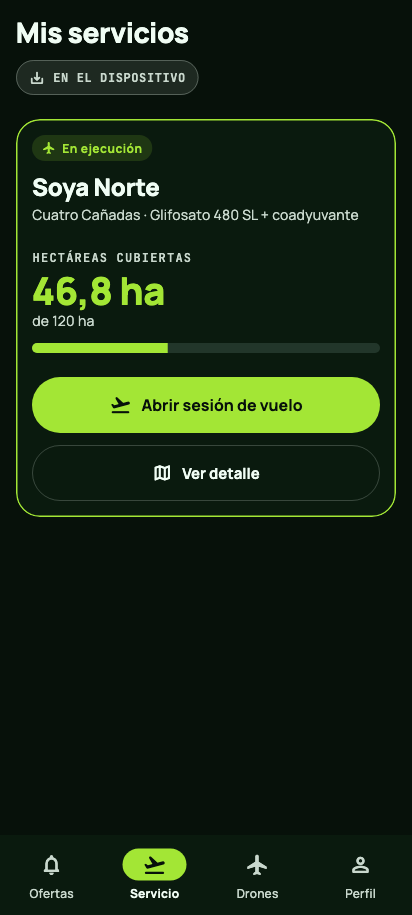 Mis servicios
EN EL DISPOSITIVO
En ejecución
Soya Norte
Cuatro Cañadas · Glifosato 480 SL + coadyuvante
HECTÁREAS CUBIERTAS
46,8 ha
de 120 ha
Abrir sesión de vuelo
Ver detalle
Ofertas
Servicio
Drones
Perfil